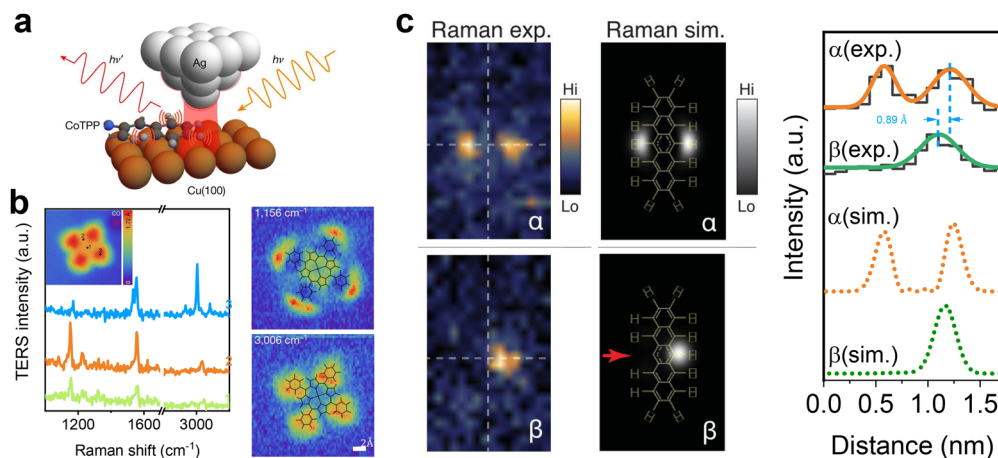 a
hν'
Ag
hν
CoTPP
Cu(100)
b
TERS intensity (a.u.)
CO
3
2
1
1200
1600
3000
Raman shift (cm⁻¹)
1,156 cm⁻¹
3,006 cm⁻¹
2Å
c
Raman exp.
Raman sim.
Hi
Lo
Hi
Lo
α
α
β
β
Intensity (a.u.)
α(exp.)
0.89 Å
β(exp.)
α(sim.)
β(sim.)
0.0 0.5 1.0 1.5
Distance (nm)